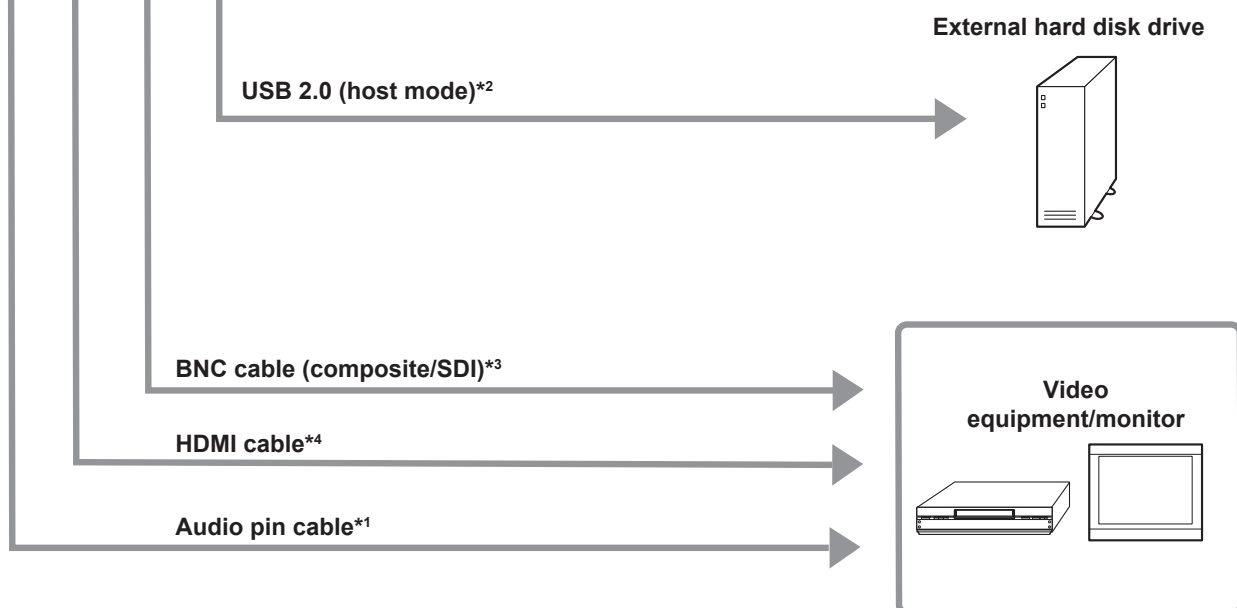 External hard disk drive
USB 2.0 (host mode)*2
BNC cable (composite/SDI)*3
Video
equipment/monitor
HDMI cable*4
Audio pin cable*1